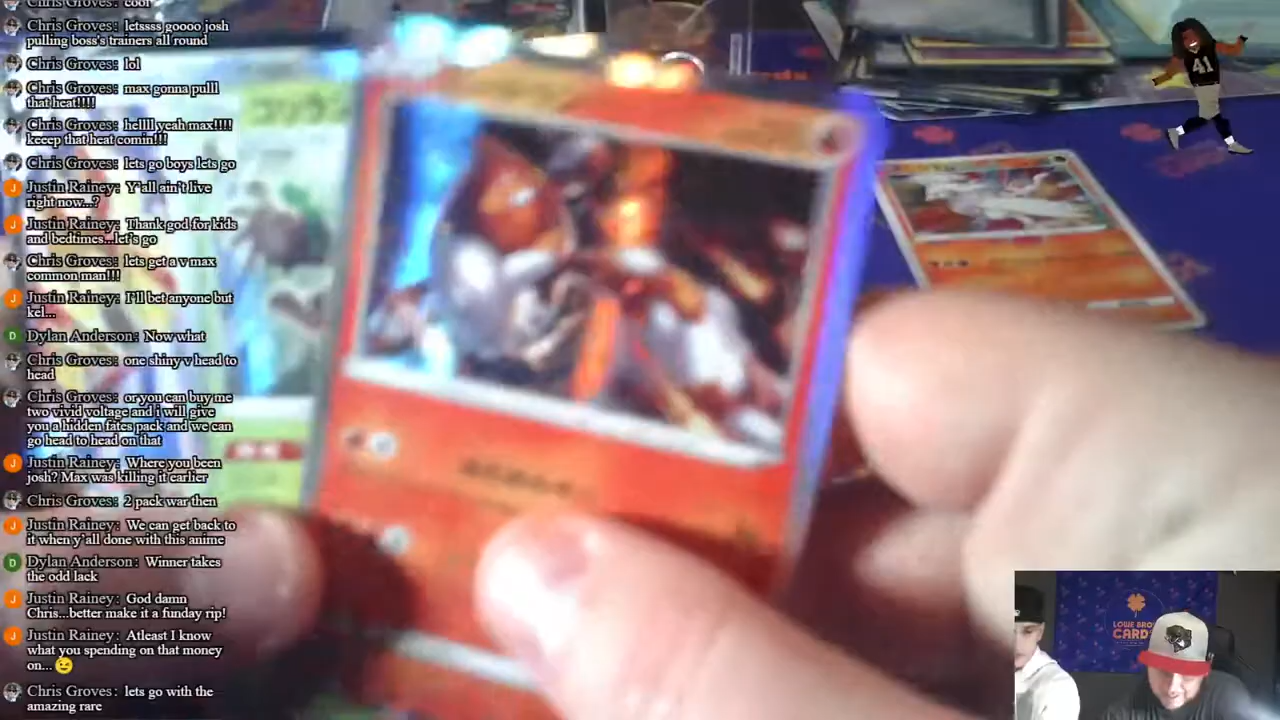 Chris Groves: cool
Chris Groves: letssss goooo josh
pulling boss's trainers all round
Chris Groves: lol
Chris Groves: max gonna pulll
that heat!!!!
Chris Groves: hellll yeah max!!!!
keeep that heat comin!!!
Chris Groves: lets go boys lets go
Justin Rainey: Y'all ain't live
right now...?
Justin Rainey: Thank god for kids
and bedtimes...let's go
Chris Groves: lets get a v max
common man!!!
Justin Rainey: I'll bet anyone but
kel...
Dylan Anderson: Now what
Chris Groves: one shiny v head to
head
Chris Groves: or you can buy me
two vivid voltage and i will give
you a hidden fates pack and we can
go head to head on that
Justin Rainey: Where you been
josh? Max was killing it earlier
Chris Groves: 2 pack war then
Justin Rainey: We can get back to
it when y'all done with this anime
Dylan Anderson: Winner takes
the odd lack
Justin Rainey: God damn
Chris...better make it a funday rip!
Justin Rainey: Atleast I know
what you spending on that money
on... 😉
Chris Groves: lets go with the
amazing rare
41
LOWE BRO
CARD